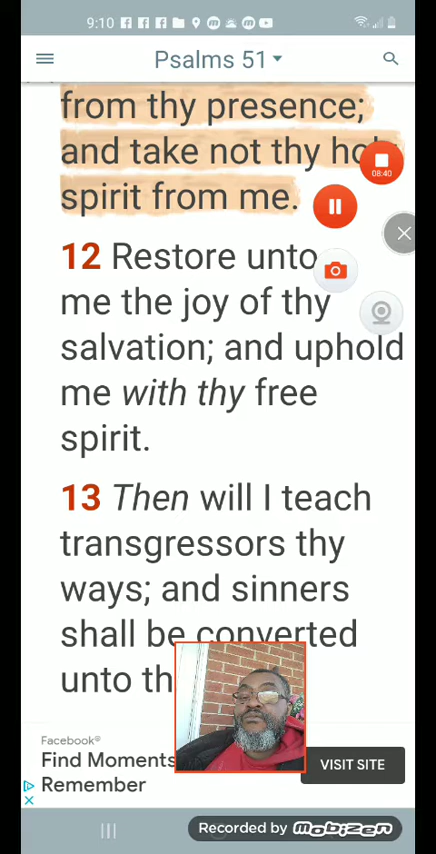 9:10
Psalms 51
from thy presence;
and take not thy ho
08:40
spirit from me.
12 Restore unto
me the joy of thy
salvation; and uphold
me with thy free
spirit.
13 Then will I teach
transgressors thy
ways; and sinners
shall be converted
unto th
Facebook®
Find Moments
Remember
VISIT SITE
Recorded by mobizen